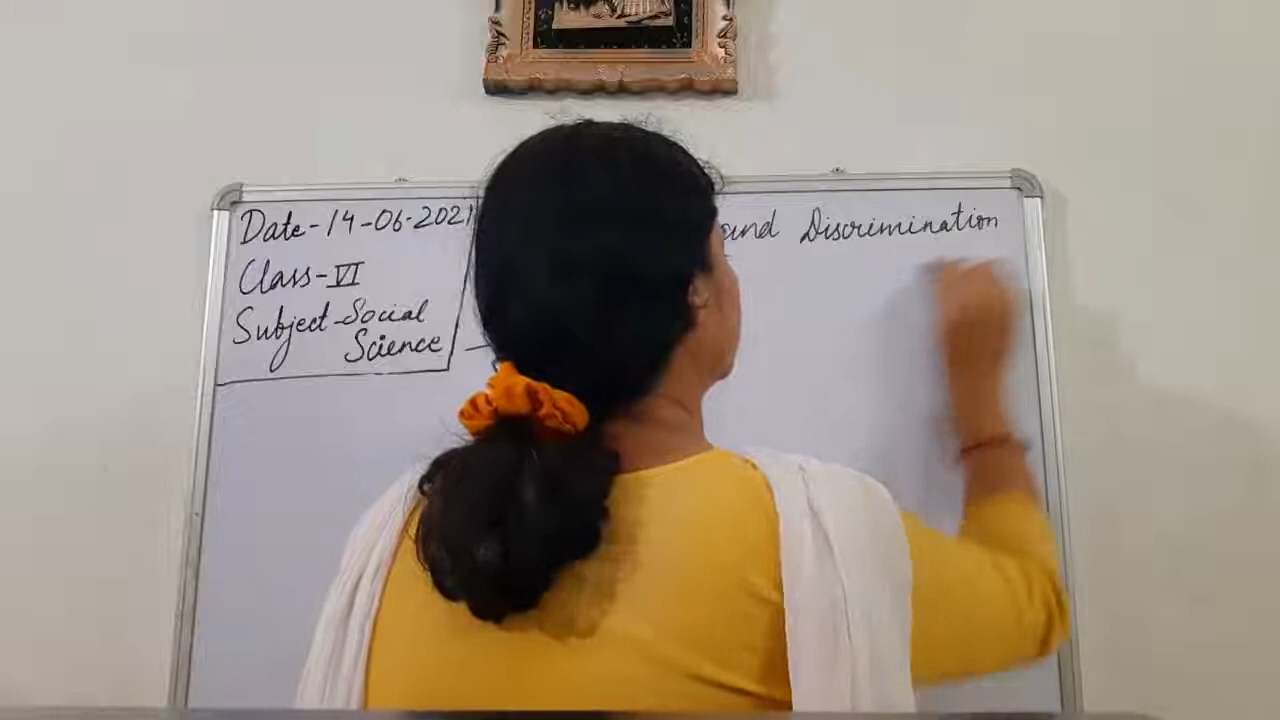 Date-14-06-2021
Class-VI
Subject-Social
Science
and Discrimination